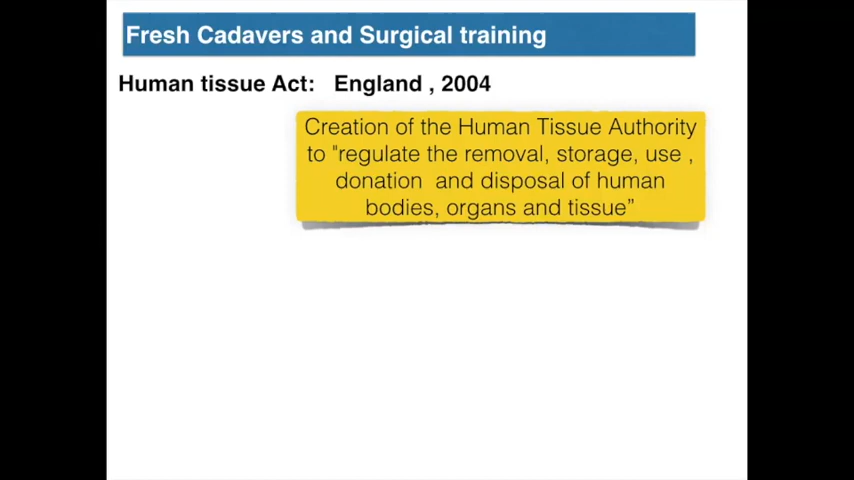 Fresh Cadavers and Surgical training
Human tissue Act: England , 2004
Creation of the Human Tissue Authority
to "regulate the removal, storage, use ,
donation and disposal of human
bodies, organs and tissue”